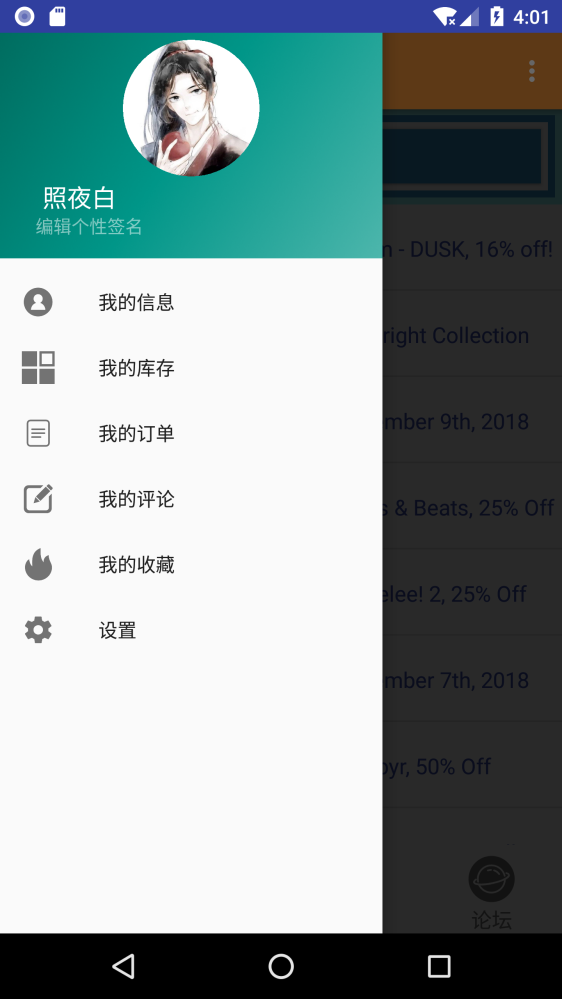 4:01
照夜白
编辑个性签名
- DUSK, 16% off!
我的信息
right Collection
我的库存
mber 9th, 2018
我的订单
& Beats, 25% Off
我的评论
elee! 2, 25% Off
我的收藏
设置
mber 7th, 2018
yr, 50% Off
论坛